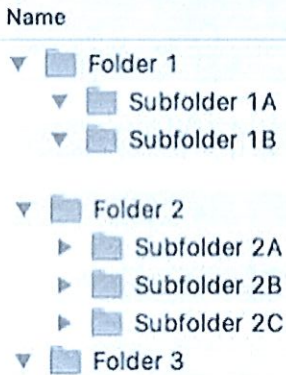 Name
Folder 1
Subfolder 1A
Subfolder 1B
Folder 2
Subfolder 2A
Subfolder 2B
Subfolder 2C
Folder 3